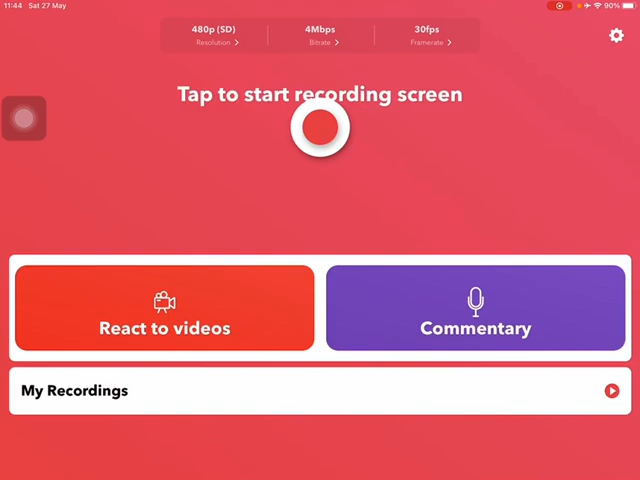 11:44 Sat 27 May 90%
480p (SD) 4Mbps 30fps
Resolution Bitrate Framerate
Tap to start recording screen
React to videos Commentary
My Recordings